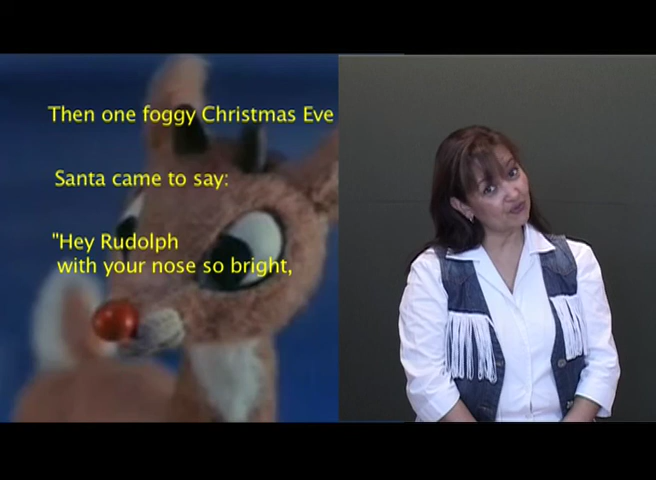 Then one foggy Christmas Eve
Santa came to say:
"Hey Rudolph
with your nose so bright,